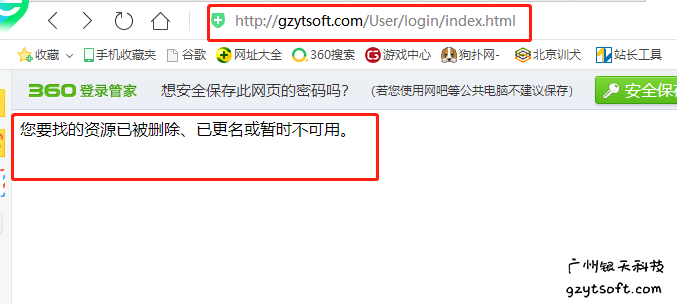 http://gzytsoft.com/User/login/index.html
收藏 手机收藏夹 谷歌 网址大全 360搜索 游戏中心 狗扑网- 北京训犬 站长工具
360 登录管家 想安全保存此网页的密码吗? (若您使用网吧等公共电脑不建议保存) 安全保存
您要找的资源已被删除、已更名或暂时不可用。
广州银天科技
gzytsoft.com